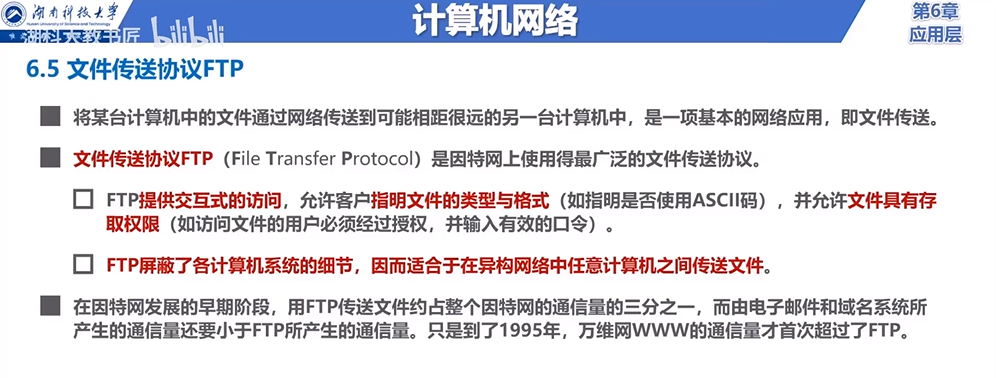 湖南科技大学
Hunan University of Science and Technology
湖科大教书匠 bilibili
计算机网络
第6章
应用层
6.5 文件传送协议FTP
将某台计算机中的文件通过网络传送到可能相距很远的另一台计算机中，是一项基本的网络应用，即文件传送。
文件传送协议FTP（File Transfer Protocol）是因特网上使用得最广泛的文件传送协议。
FTP提供交互式的访问，允许客户指明文件的类型与格式（如指明是否使用ASCII码），并允许文件具有存
取权限（如访问文件的用户必须经过授权，并输入有效的口令）。
FTP屏蔽了各计算机系统的细节，因而适合于在异构网络中任意计算机之间传送文件。
在因特网发展的早期阶段，用FTP传送文件约占整个因特网的通信量的三分之一，而由电子邮件和域名系统所
产生的通信量还要小于FTP所产生的通信量。只是到了1995年，万维网WWW的通信量才首次超过了FTP。